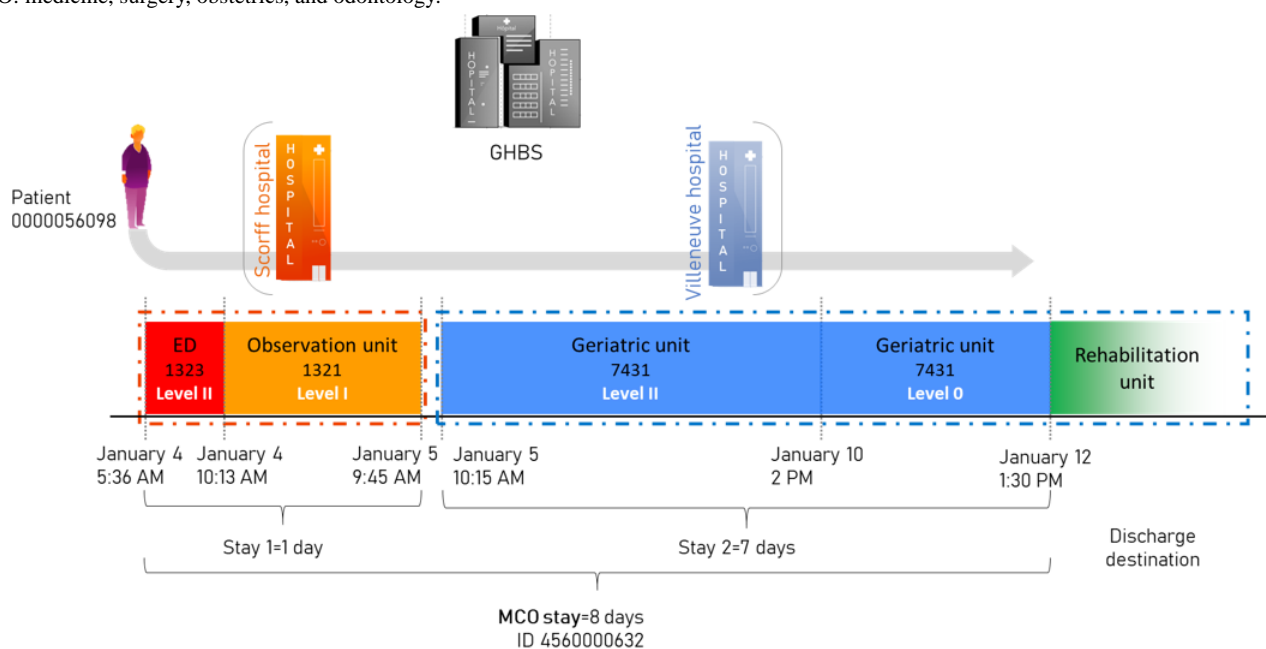 O: medicine, surgery, obstetrics, and odontology.
Hôpital
HOPITAL
HOPITAL
GHBS
Patient
0000056098
Scorff hospital
HOSPITAL
Villeneuve hospital
HOSPITAL
ED
1323
Level II
Observation unit
1321
Level I
Geriatric unit
7431
Level II
Geriatric unit
7431
Level 0
Rehabilitation
unit
January 4
5:36 AM
January 4
10:13 AM
January 5
9:45 AM
January 5
10:15 AM
January 10
2 PM
January 12
1:30 PM
Stay 1=1 day
Stay 2=7 days
Discharge
destination
MCO stay=8 days
ID 4560000632